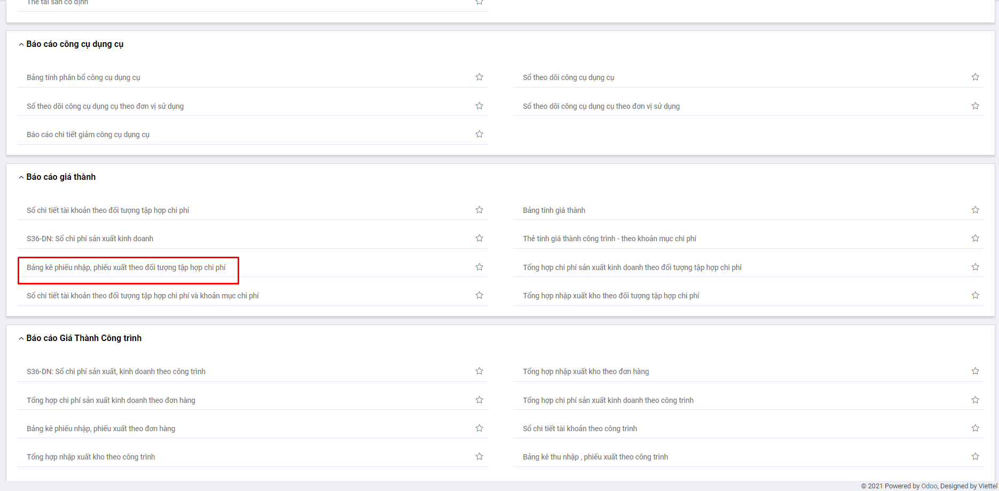 Thẻ tài sản cố định
Báo cáo công cụ dụng cụ
Bảng tính phân bổ công cụ dụng cụ
Sổ theo dõi công cụ dụng cụ
Sổ theo dõi công cụ dụng cụ theo đơn vị sử dụng
Sổ theo dõi công cụ dụng cụ theo đơn vị sử dụng
Báo cáo chi tiết giảm công cụ dụng cụ
Báo cáo giá thành
Sổ chi tiết tài khoản theo đối tượng tập hợp chi phí
Bảng tính giá thành
S36-DN: Sổ chi phí sản xuất kinh doanh
Thẻ tính giá thành công trình - theo khoản mục chi phí
Bảng kê phiếu nhập, phiếu xuất theo đối tượng tập hợp chi phí
Tổng hợp chi phí sản xuất kinh doanh theo đối tượng tập hợp chi phí
Sổ chi tiết tài khoản theo đối tượng tập hợp chi phí và khoản mục chi phí
Tổng hợp nhập xuất kho theo đối tượng tập hợp chi phí
Báo cáo Giá Thành Công trình
S36-DN: Sổ chi phí sản xuất, kinh doanh theo công trình
Tổng hợp nhập xuất kho theo đơn hàng
Tổng hợp chi phí sản xuất kinh doanh theo đơn hàng
Tổng hợp chi phí sản xuất kinh doanh theo công trình
Bảng kê phiếu nhập, phiếu xuất theo đơn hàng
Sổ chi tiết tài khoản theo công trình
Tổng hợp nhập xuất kho theo công trình
Bảng kê thu nhập , phiếu xuất theo công trình
© 2021 Powered by Odoo, Designed by Viettel